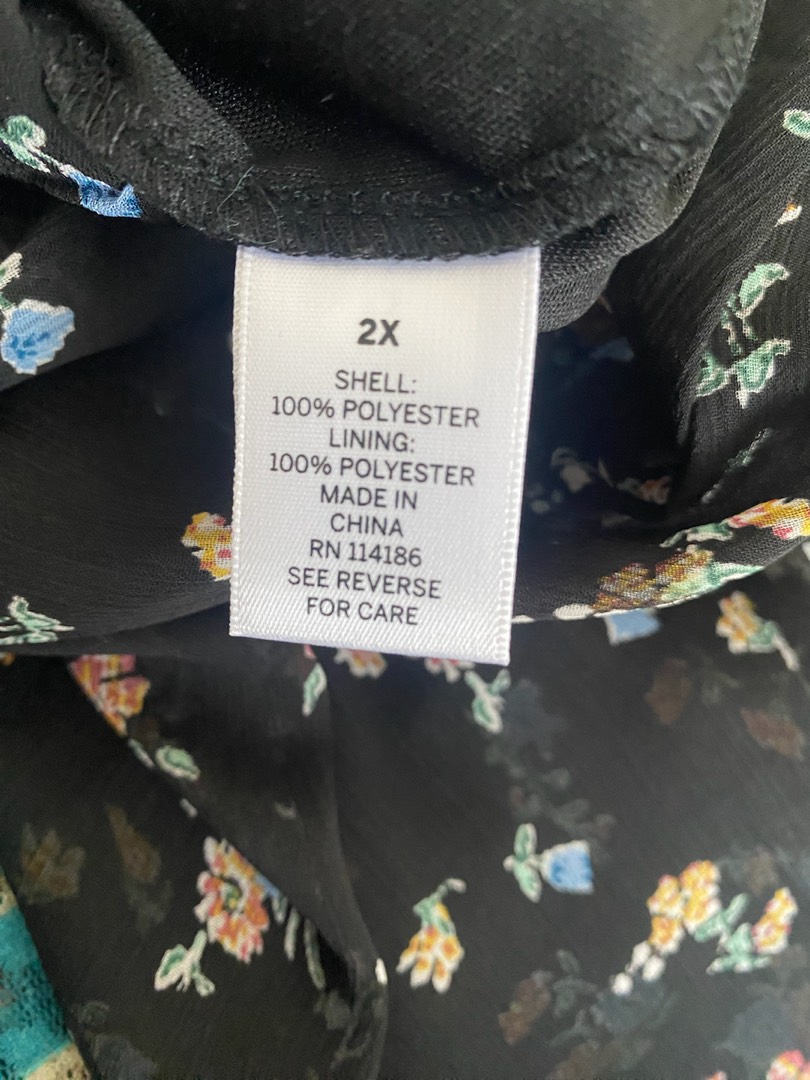 2X
SHELL:
100% POLYESTER
LINING:
100% POLYESTER
MADE IN
CHINA
RN 114186
SEE REVERSE
FOR CARE